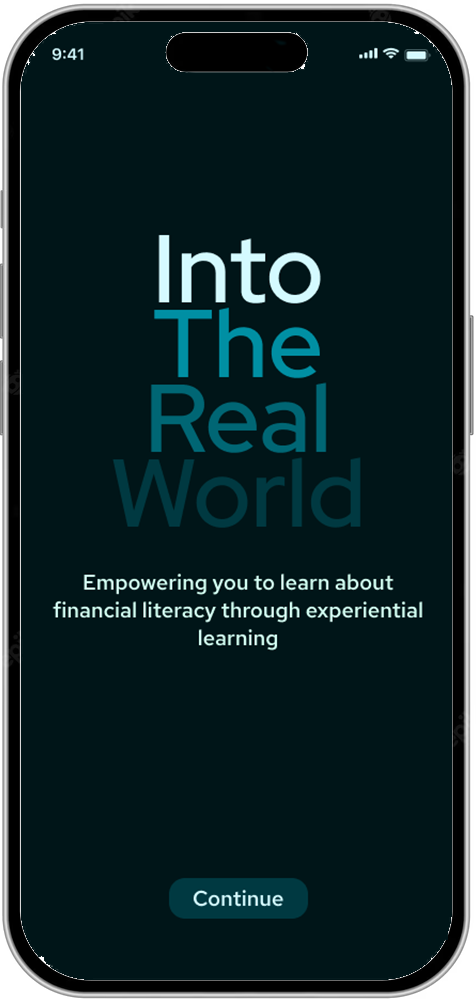 9:41
Into
The
Real
World
Empowering you to learn about
financial literacy through experiential
learning
Continue